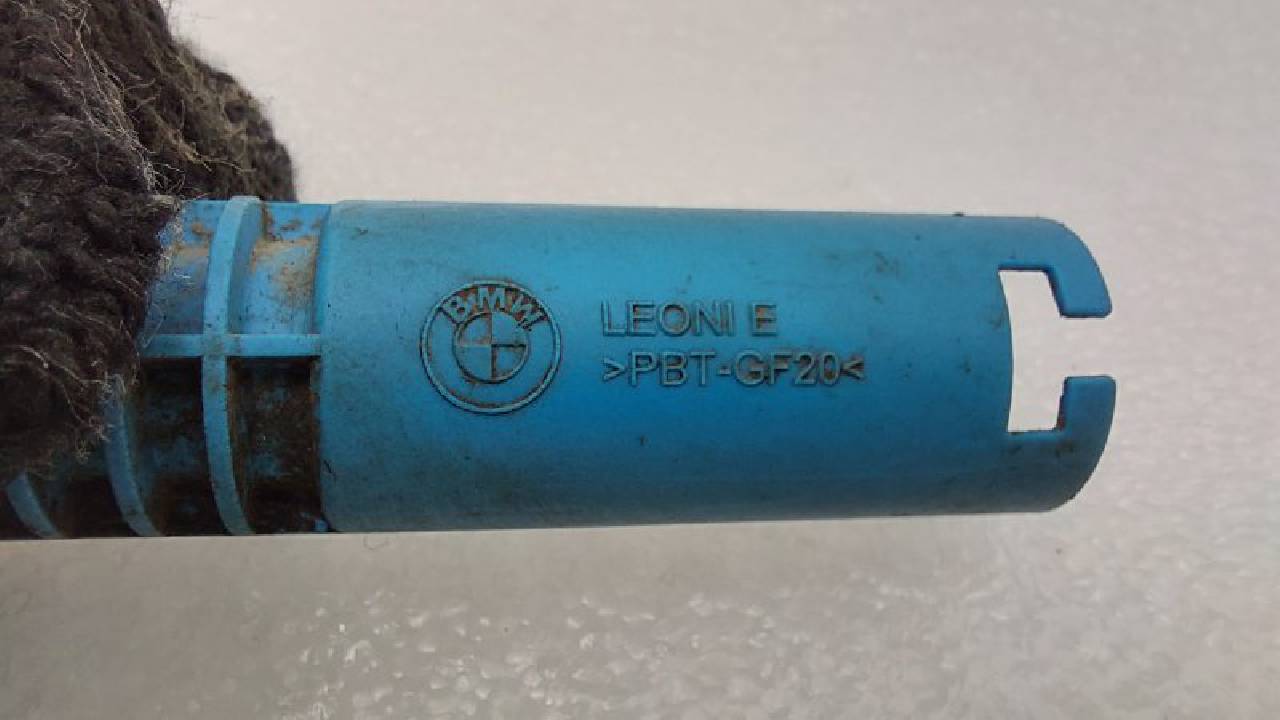 BMW
LEONI E
>PBT-GF20<